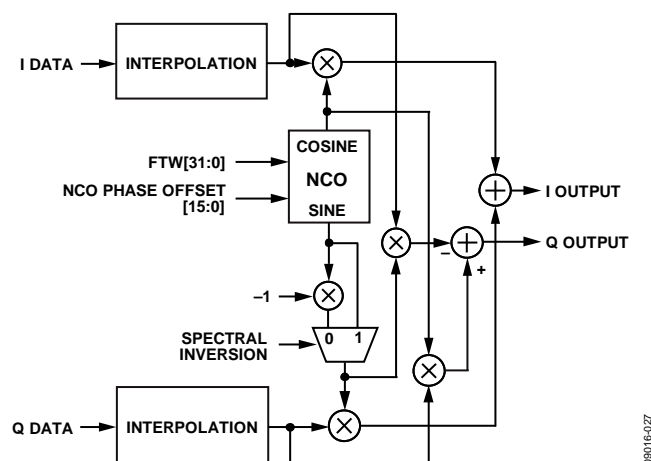 I DATA
INTERPOLATION
COSINE
FTW[31:0]
NCO
NCO PHASE OFFSET
[15:0]
SINE
I OUTPUT
Q OUTPUT
–
+
–1
0 1
SPECTRAL
INVERSION
Q DATA
INTERPOLATION
09016-027